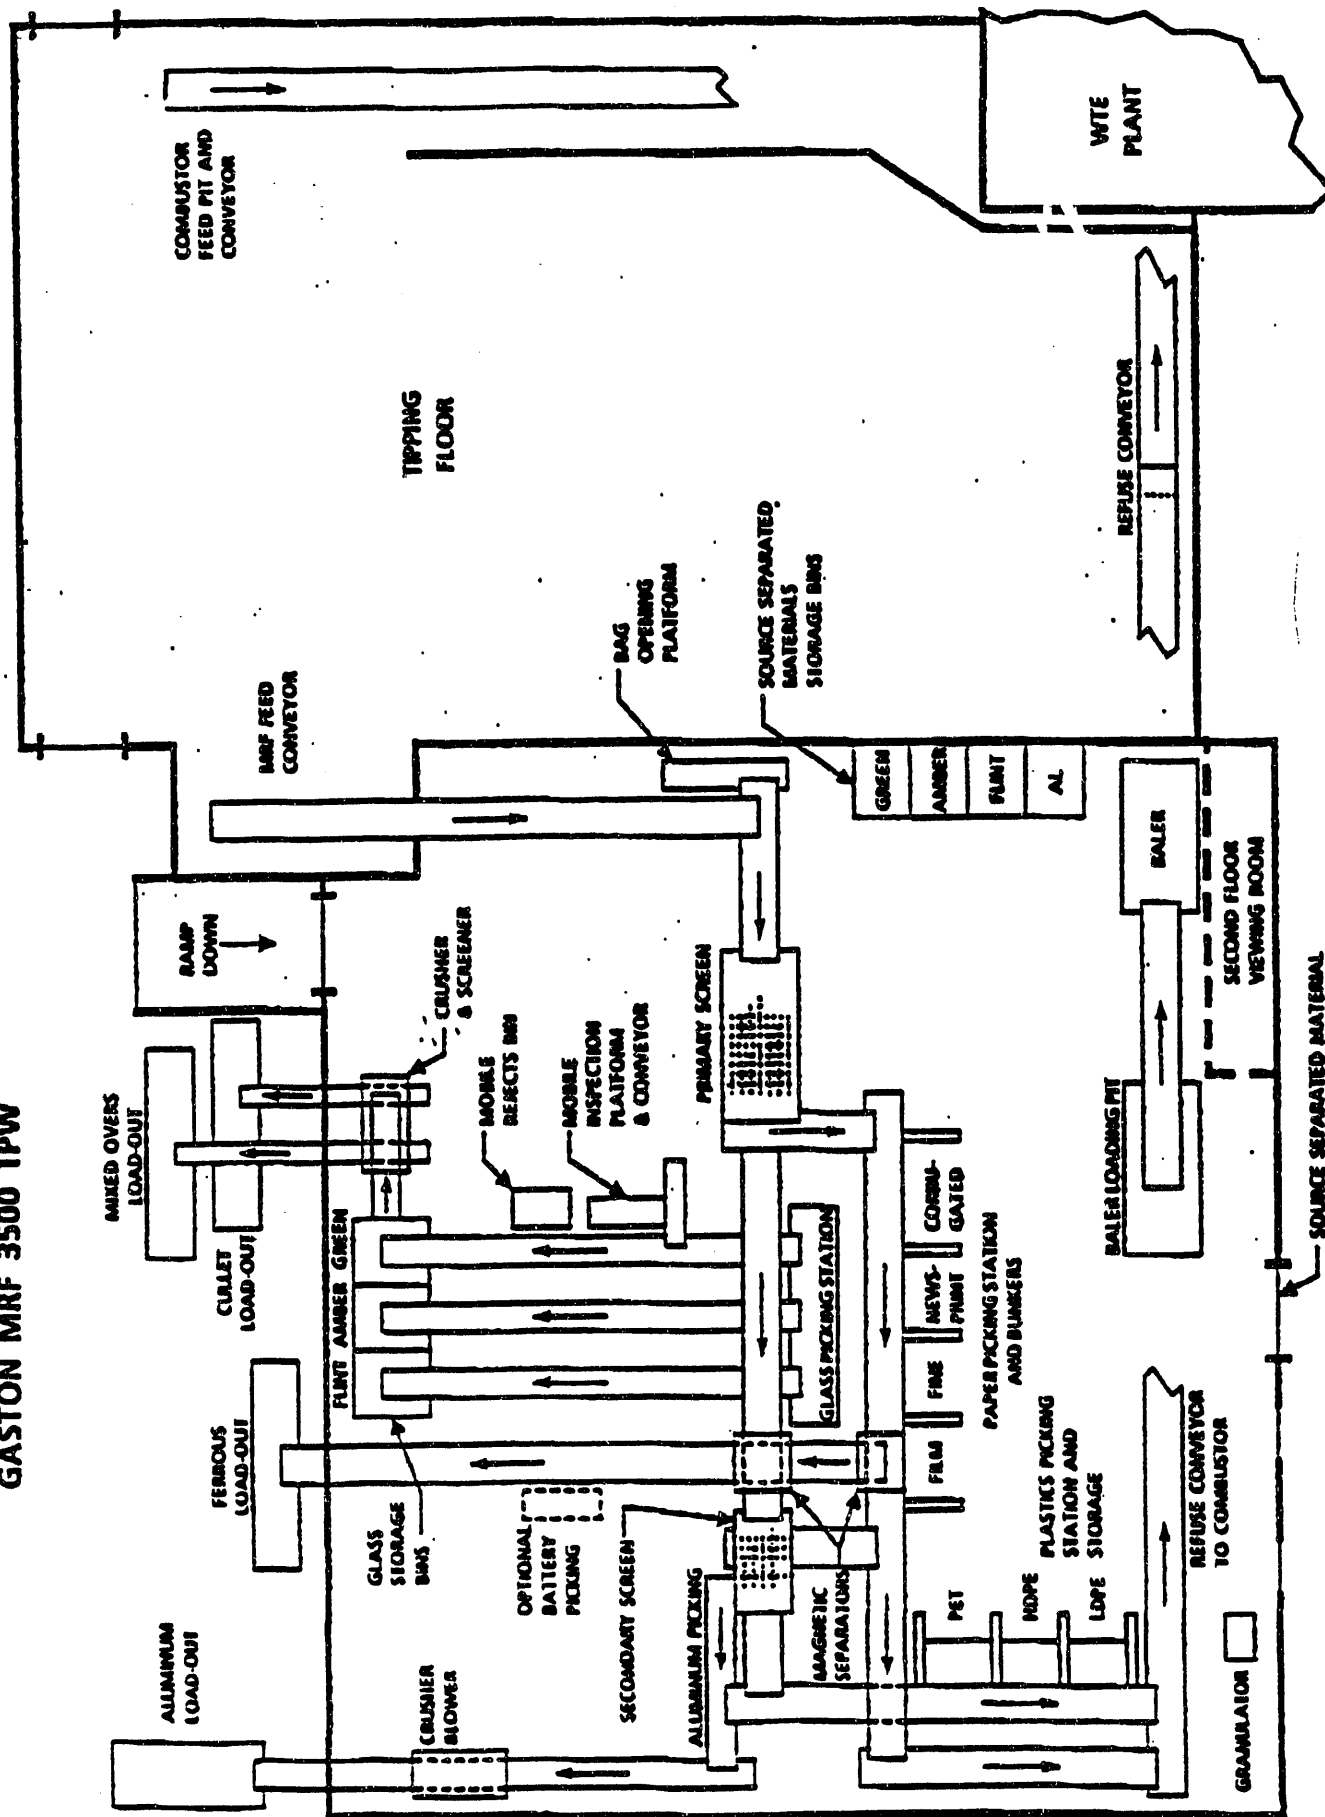 GASTON MRF 3500 TPW
ALUMINUM
LOAD-OUT
FERROUS
LOAD-OUT
CULLET
LOAD-OUT
MIXED OVERS
LOAD-OUT
RAMP
DOWN
MRF FEED
CONVEYOR
COMBUSTOR
FEED PIT AND
CONVEYOR
CRUSHER
BLOWER
GLASS
STORAGE
BINS
FLINT
AMBER
GREEN
CRUSHER
& SCREENER
TIPPING
FLOOR
OPTIONAL
BATTERY
PICKING
MOBILE
REJECTS BIN
MOBILE
INSPECTION
PLATFORM
& CONVEYOR
BAG
OPENING
PLATFORM
SECONDARY SCREEN
ALUMINUM PICKING
PRIMARY SCREEN
SOURCE SEPARATED
MATERIALS
STORAGE BINS
MAGNETIC
SEPARATORS
GLASS PICKING STATION
GREEN
AMBER
FLINT
AL
FILM
FINE
NEWS-
PRINT
CORRU-
GATED
PAPER PICKING STATION
AND BUNKERS
PET
HDPE
LDPE
PLASTICS PICKING
STATION AND
STORAGE
BALER LOADING PIT
BALER
REFUSE CONVEYOR
WTE
PLANT
REFUSE CONVEYOR
TO COMBUSTOR
SECOND FLOOR
VIEWING ROOM
GRANULATOR
SOURCE SEPARATED MATERIAL